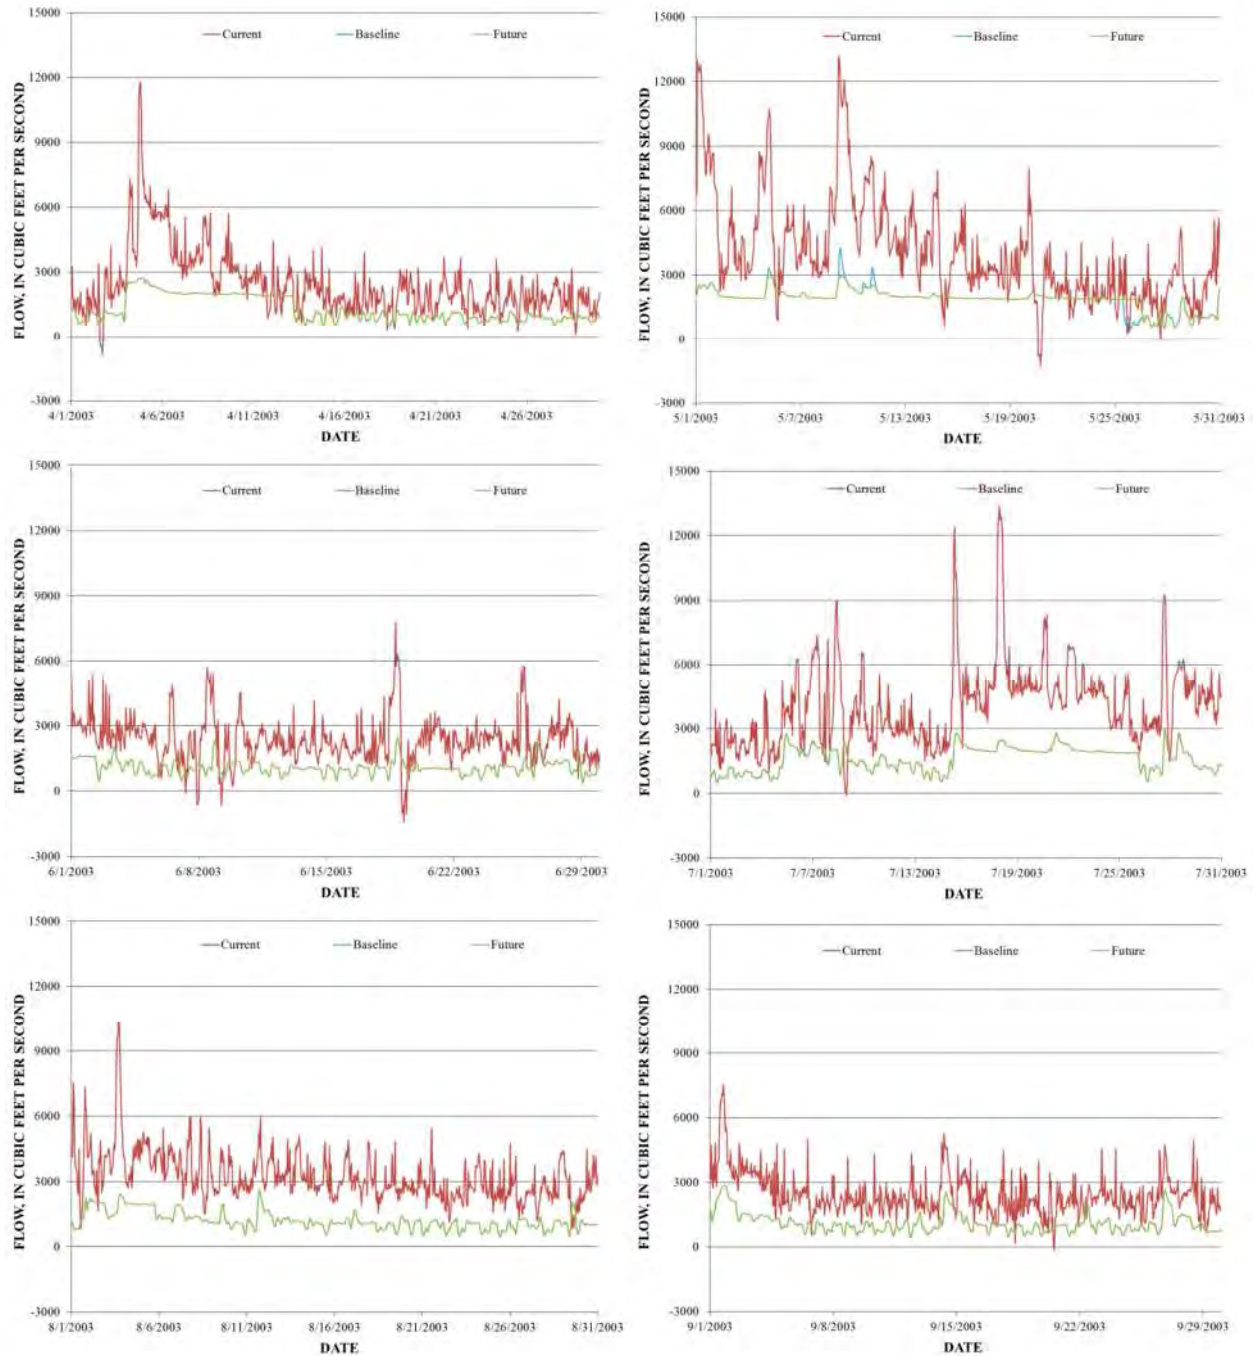 15000
Current Baseline Future
12000
9000
6000
3000
0
-3000
4/1/2003 4/6/2003 4/11/2003 4/16/2003 4/21/2003 4/26/2003
DATE
FLOW, IN CUBIC FEET PER SECOND
15000
Current Baseline Future
12000
9000
6000
3000
0
-3000
5/1/2003 5/7/2003 5/13/2003 5/19/2003 5/25/2003 5/31/2003
DATE
FLOW, IN CUBIC FEET PER SECOND
15000
Current Baseline Future
12000
9000
6000
3000
0
-3000
6/1/2003 6/8/2003 6/15/2003 6/22/2003 6/29/2003
DATE
FLOW, IN CUBIC FEET PER SECOND
15000
Current Baseline Future
12000
9000
6000
3000
0
-3000
7/1/2003 7/7/2003 7/13/2003 7/19/2003 7/25/2003 7/31/2003
DATE
FLOW, IN CUBIC FEET PER SECOND
15000
Current Baseline Future
12000
9000
6000
3000
0
-3000
8/1/2003 8/6/2003 8/11/2003 8/16/2003 8/21/2003 8/26/2003 8/31/2003
DATE
FLOW, IN CUBIC FEET PER SECOND
15000
Current Baseline Future
12000
9000
6000
3000
0
-3000
9/1/2003 9/8/2003 9/15/2003 9/22/2003 9/29/2003
DATE
FLOW, IN CUBIC FEET PER SECOND